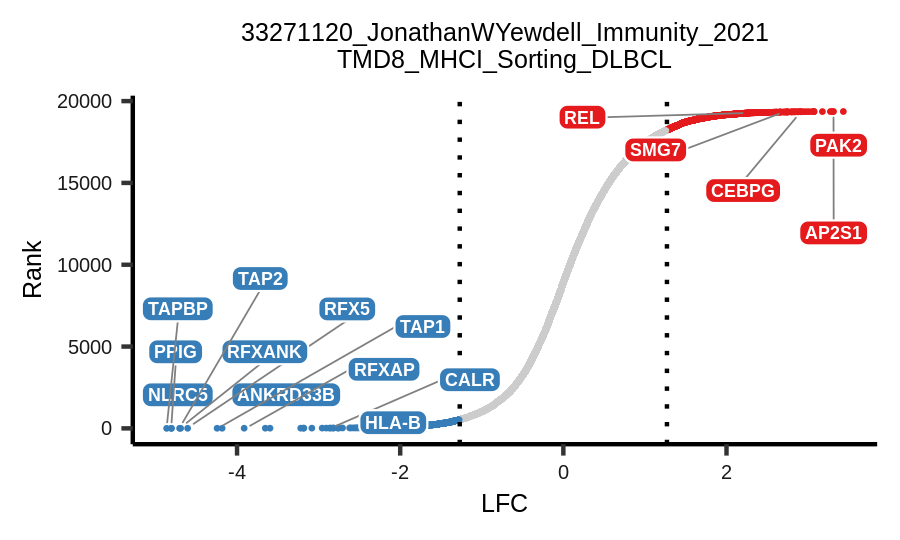 33271120_JonathanWYewdell_Immunity_2021
TMD8_MHCI_Sorting_DLBCL
Rank
20000
15000
10000
5000
0
REL
SMG7
PAK2
CEBPG
AP2S1
TAP2
TAPBP
RFX5
TAP1
PPIG
RFXANK
RFXAP
CALR
NLRC5
ANKRD33B
HLA-B
-4
-2
0
2
LFC